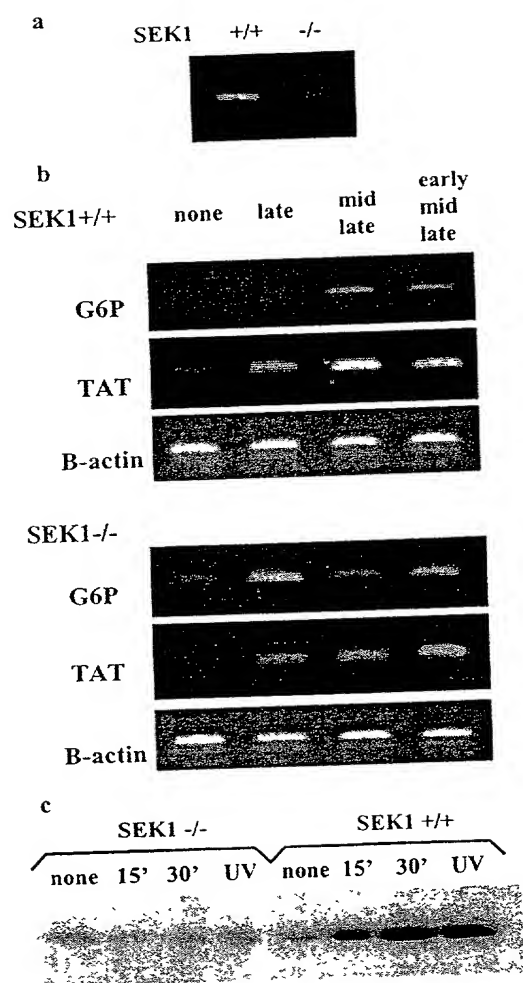 a
SEK1 +/+ -/-
b
SEK1+/+ none late mid late early mid late
G6P
TAT
B-actin
SEK1-/-
G6P
TAT
B-actin
c
SEK1 -/- SEK1 +/+
none 15' 30' UV none 15' 30' UV